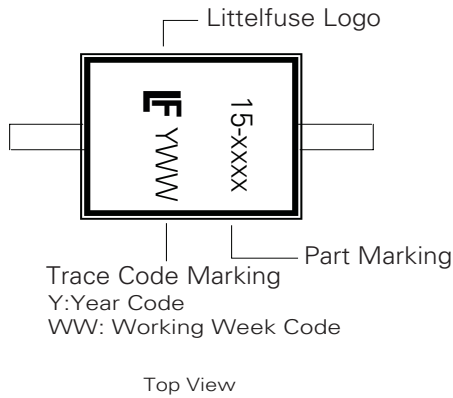 Littelfuse Logo
LF YWW
15-xxxx
Part Marking
Trace Code Marking
Y:Year Code
WW: Working Week Code
Top View